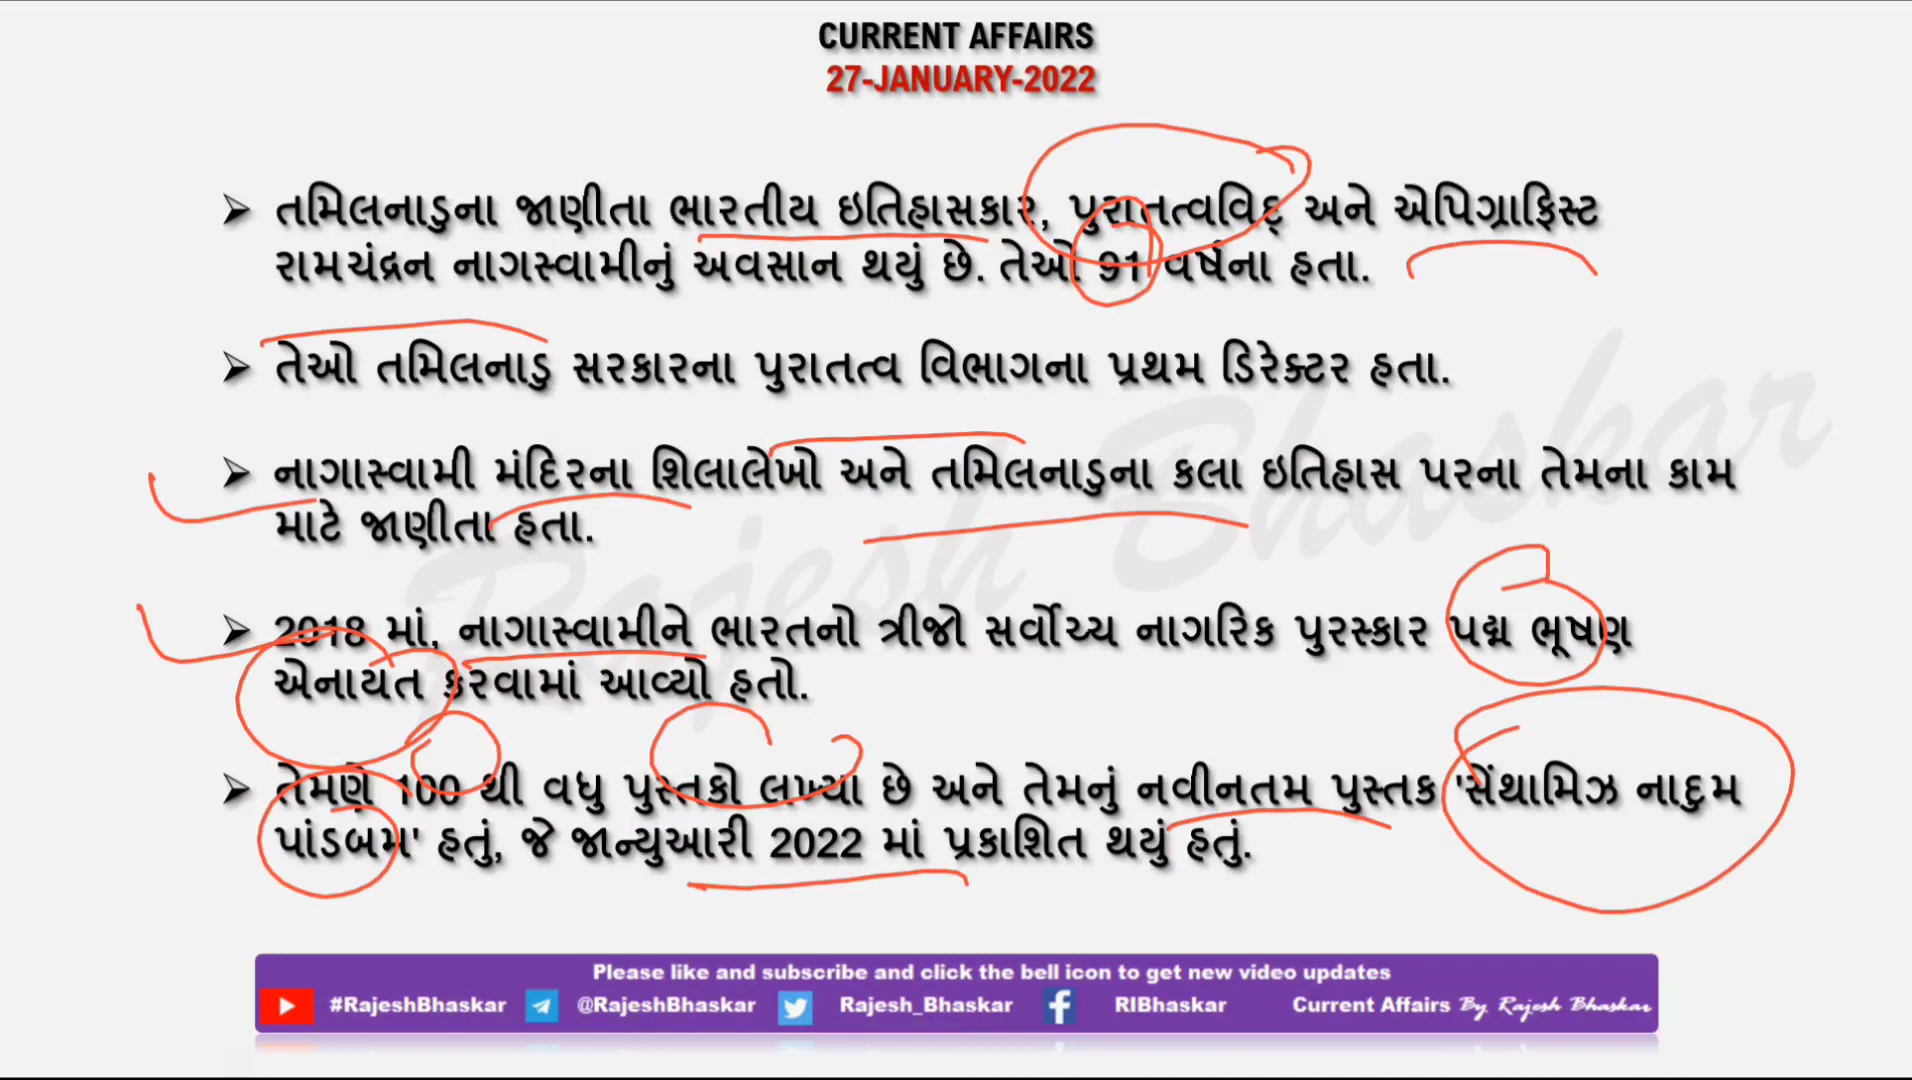 CURRENT AFFAIRS
27-JANUARY-2022
➢ તમિલનાડુના જાણીતા ભારતીય ઇતિહાસકાર, પુરાતત્વવિદ્ અને એપિગ્રાફિસ્ટ
રામચંદ્રન નાગસ્વામીનું અવસાન થયું છે. તેઓ 91 વર્ષના હતા.
➢ તેઓ તમિલનાડુ સરકારના પુરાતત્વ વિભાગના પ્રથમ ડિરેક્ટર હતા.
➢ નાગાસ્વામી મંદિરના શિલાલેખો અને તમિલનાડુના કલા ઇતિહાસ પરના તેમના કામ
માટે જાણીતા હતા.
➢ 2018 માં, નાગાસ્વામીને ભારતનો ત્રીજો સર્વોચ્ચ નાગરિક પુરસ્કાર પદ્મ ભૂષણ
એનાયત કરવામાં આવ્યો હતો.
➢ તેમણે 100 થી વધુ પુસ્તકો લખ્યા છે અને તેમનું નવીનતમ પુસ્તક 'સેંથામિઝ નાદુમ
પાંડબમ' હતું, જે જાન્યુઆરી 2022 માં પ્રકાશિત થયું હતું.
Rajesh Bhaskar
Please like and subscribe and click the bell icon to get new video updates
#RajeshBhaskar @RajeshBhaskar Rajesh_Bhaskar RIBhaskar Current Affairs By Rajesh Bhaskar